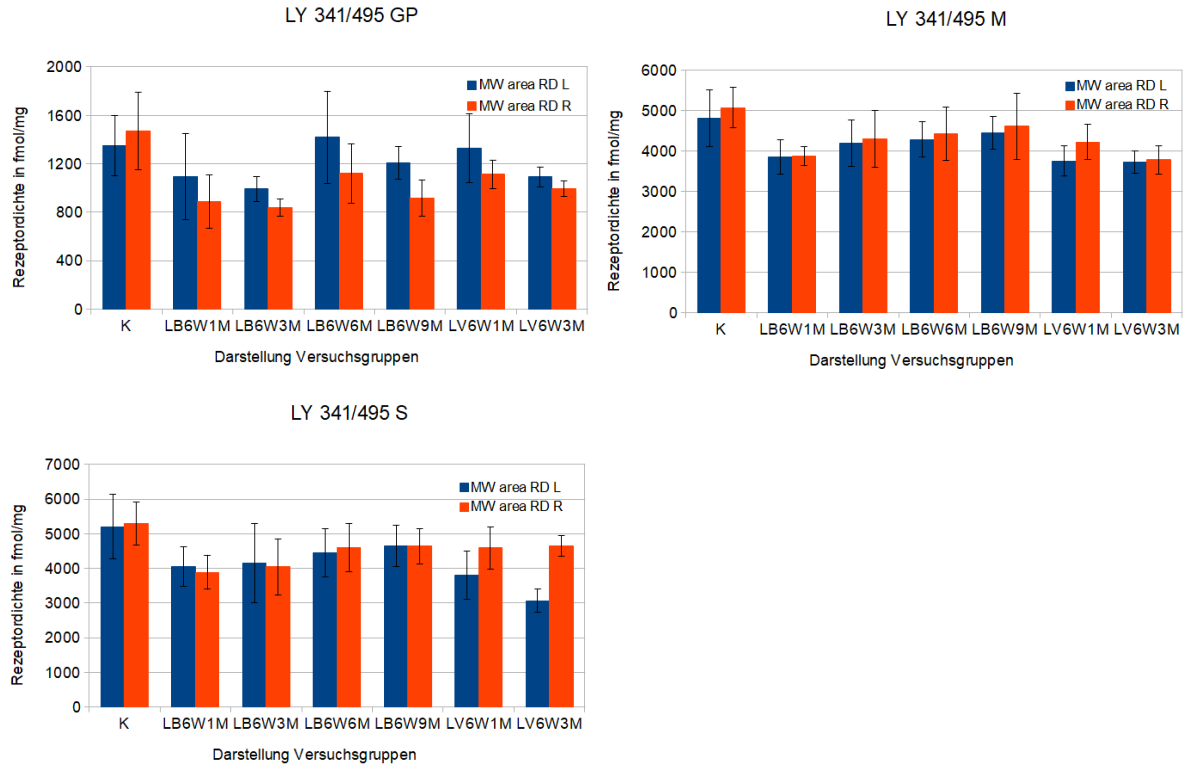 LY 341/495 GP
Rezeptordichte in fmol/mg
2000
1600
1200
800
400
0
MW area RD L
MW area RD R
K LB6W1M LB6W3M LB6W6M LB6W9M LV6W1M LV6W3M
Darstellung Versuchsgruppen
LY 341/495 M
Rezeptordichte in fmol/mg
6000
5000
4000
3000
2000
1000
0
MW area RD L
MW area RD R
K LB6W1M LB6W3M LB6W6M LB6W9M LV6W1M LV6W3M
Darstellung Versuchsgruppen
LY 341/495 S
Rezeptordichte in fmol/mg
7000
6000
5000
4000
3000
2000
1000
0
MW area RD L
MW area RD R
K LB6W1M LB6W3M LB6W6M LB6W9M LV6W1M LV6W3M
Darstellung Versuchsgruppen